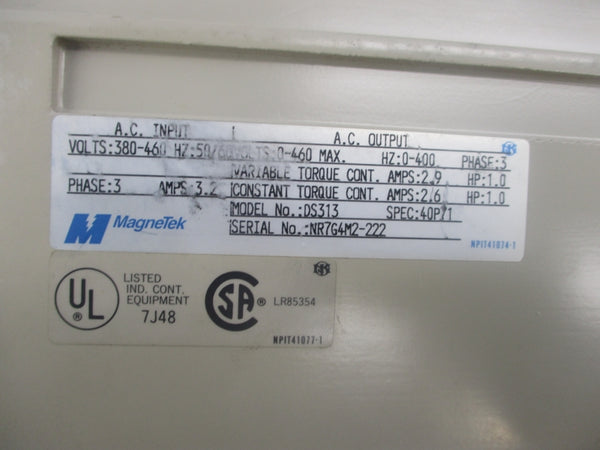 A.C. INPUT A.C. OUTPUT
VOLTS:380-460 HZ:50/60 VOLTS:0-460 MAX. HZ:0-400 PHASE:3
VARIABLE TORQUE CONT. AMPS:2.9 HP:1.0
PHASE:3 AMPS:3.2 CONSTANT TORQUE CONT. AMPS:2.6 HP:1.0
MODEL No.:DS313 SPEC:40P71
MagneTek SERIAL No.:NR7G4M2-222
NPIT41074-1
UL ®
LISTED
IND. CONT.
EQUIPMENT
7J48
CSA ® LR85354
NPIT41077-1